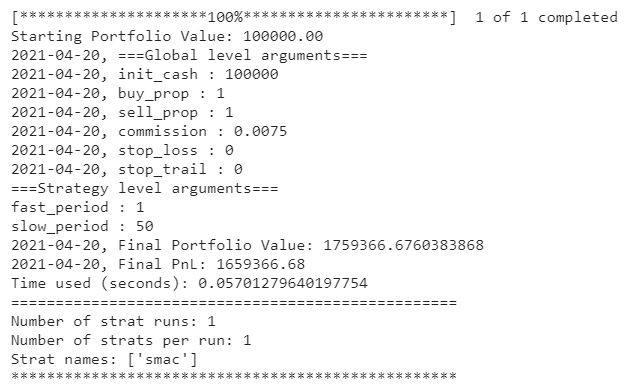 [*********************100%***********************]  1 of 1 completed
Starting Portfolio Value: 100000.00
2021-04-20, ===Global level arguments===
2021-04-20, init_cash : 100000
2021-04-20, buy_prop : 1
2021-04-20, sell_prop : 1
2021-04-20, commission : 0.0075
2021-04-20, stop_loss : 0
2021-04-20, stop_trail : 0
===Strategy level arguments===
fast_period : 1
slow_period : 50
2021-04-20, Final Portfolio Value: 1759366.6760383868
2021-04-20, Final PnL: 1659366.68
Time used (seconds): 0.05701279640197754
==================================================
Number of strat runs: 1
Number of strats per run: 1
Strat names: ['smac']
**************************************************